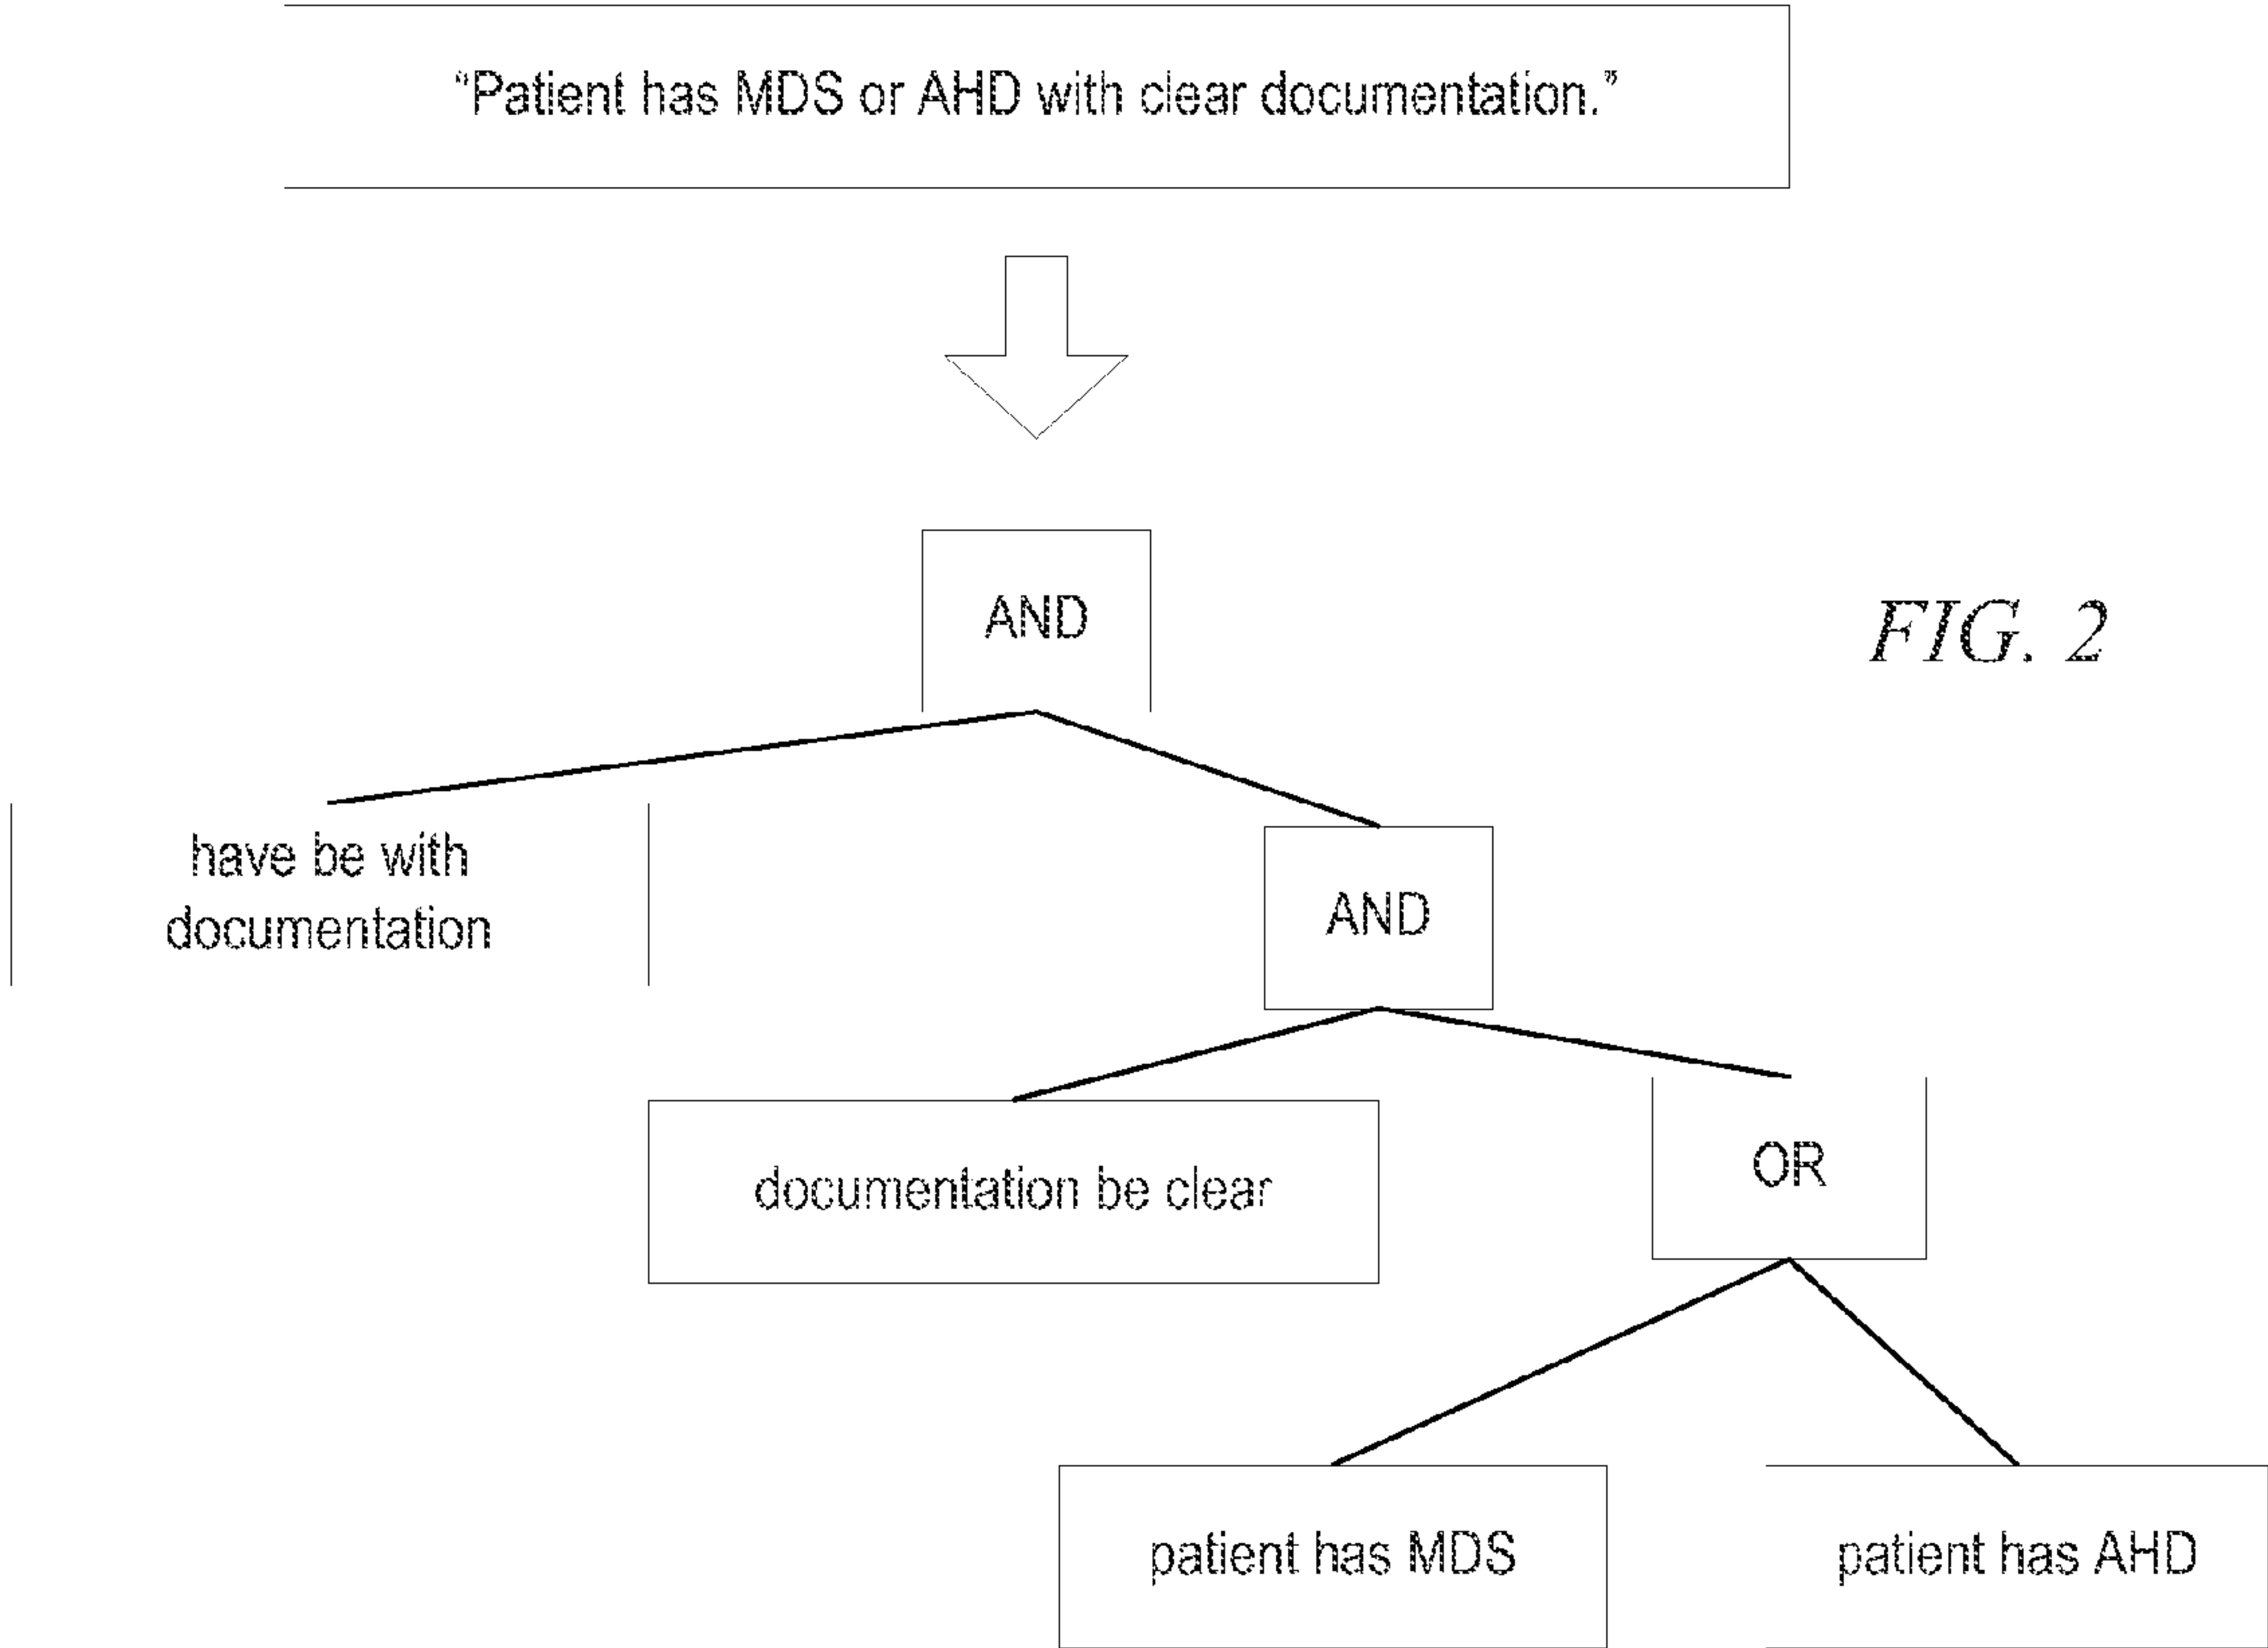 “Patient has MDS or AHD with clear documentation.”
AND
FIG. 2
have be with
documentation
AND
documentation be clear
OR
patient has MDS
patient has AHD